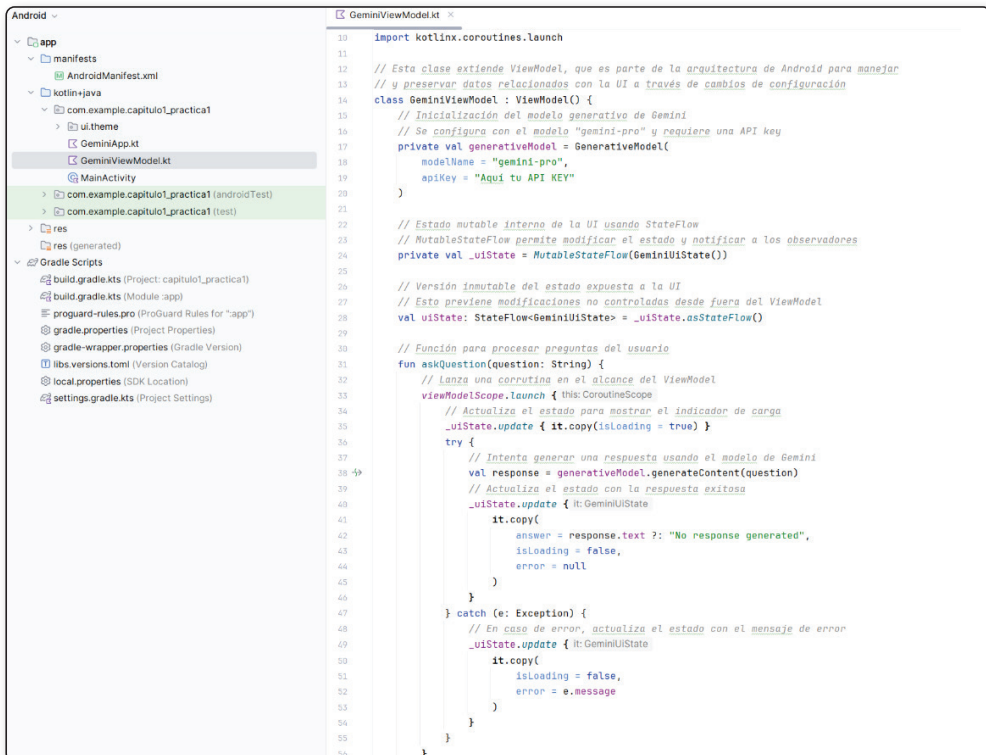 Android
app
manifests
AndroidManifest.xml
kotlin+java
com.example.capitulo1_practica1
ui.theme
GeminiApp.kt
GeminiViewModel.kt
MainActivity
com.example.capitulo1_practica1 (androidTest)
com.example.capitulo1_practica1 (test)
res
res (generated)
Gradle Scripts
build.gradle.kts (Project: capitulo1_practica1)
build.gradle.kts (Module :app)
proguard-rules.pro (ProGuard Rules for ":app")
gradle.properties (Project Properties)
gradle-wrapper.properties (Gradle Version)
libs.versions.toml (Version Catalog)
local.properties (SDK Location)
settings.gradle.kts (Project Settings)
GeminiViewModel.kt
10 import kotlinx.coroutines.launch
11
12 // Esta clase extiende ViewModel, que es parte de la arquitectura de Android para manejar
13 // y preservar datos relacionados con la UI a través de cambios de configuración
14 class GeminiViewModel : ViewModel() {
15 // Inicialización del modelo generativo de Gemini
16 // Se configura con el modelo "gemini-pro" y requiere una API key
17 private val generativeModel = GenerativeModel(
18 modelName = "gemini-pro",
19 apiKey = "Aquí tu API KEY"
20 )
21
22 // Estado mutable interno de la UI usando StateFlow
23 // MutableStateFlow permite modificar el estado y notificar a los observadores
24 private val _uiState = MutableStateFlow(GeminiUiState())
25
26 // Versión inmutable del estado expuesta a la UI
27 // Esto previene modificaciones no controladas desde fuera del ViewModel
28 val uiState: StateFlow<GeminiUiState> = _uiState.asStateFlow()
29
30 // Función para procesar preguntas del usuario
31 fun askQuestion(question: String) {
32 // Lanza una corrutina en el alcance del ViewModel
33 viewModelScope.launch { this: CoroutineScope
34 // Actualiza el estado para mostrar el indicador de carga
35 _uiState.update { it.copy(isLoading = true) }
36 try {
37 // Intenta generar una respuesta usando el modelo de Gemini
38 val response = generativeModel.generateContent(question)
39 // Actualiza el estado con la respuesta exitosa
40 _uiState.update { it: GeminiUiState
41 it.copy(
42 answer = response.text ?: "No response generated",
43 isLoading = false,
44 error = null
45 )
46 }
47 } catch (e: Exception) {
48 // En caso de error, actualiza el estado con el mensaje de error
49 _uiState.update { it: GeminiUiState
50 it.copy(
51 isLoading = false,
52 error = e.message
53 )
54 }
55 }
56 }